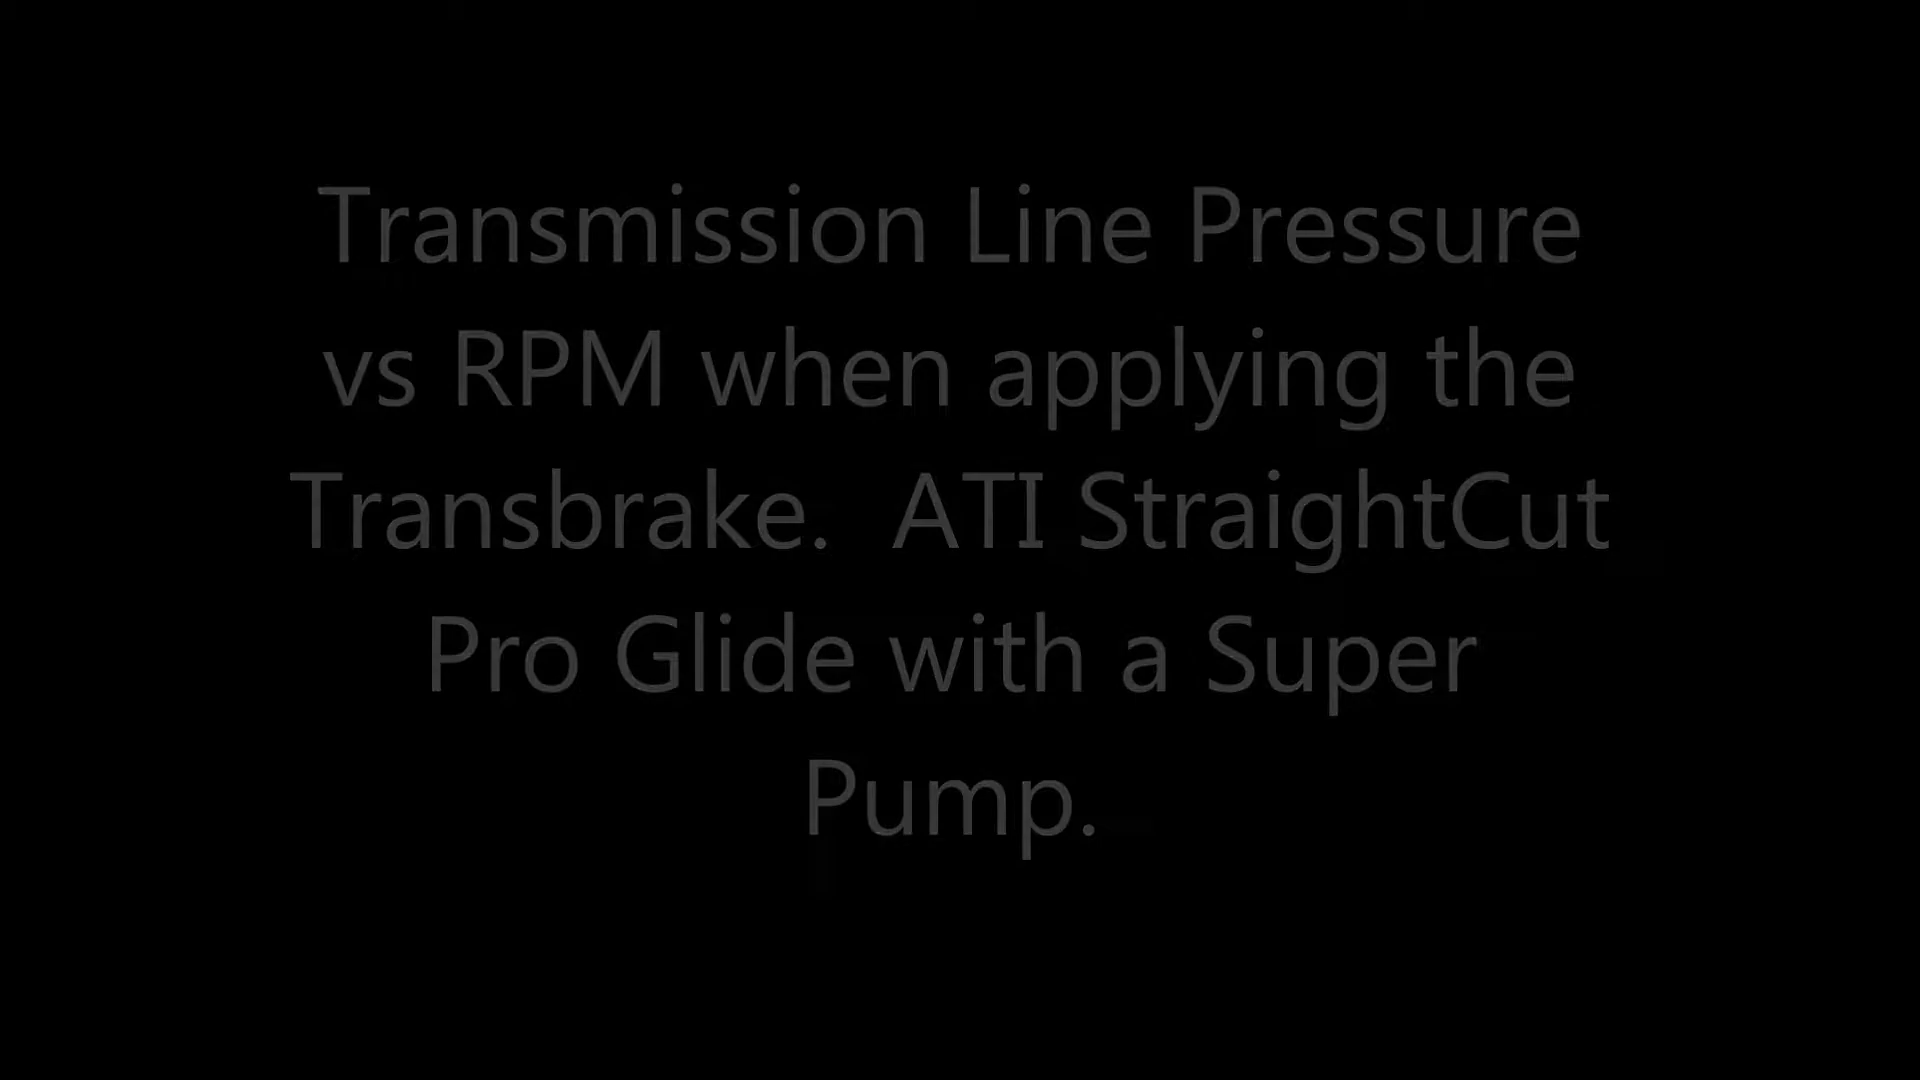 Transmission Line Pressure
vs RPM when applying the
Transbrake.  ATI StraightCut
Pro Glide with a Super
Pump.